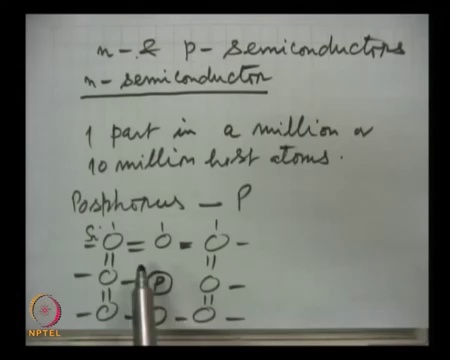 n- & p- semiconductors
n- semiconductor
1 part in a million or
10 million host atoms.
Posphorus — P
Si
P
NPTEL